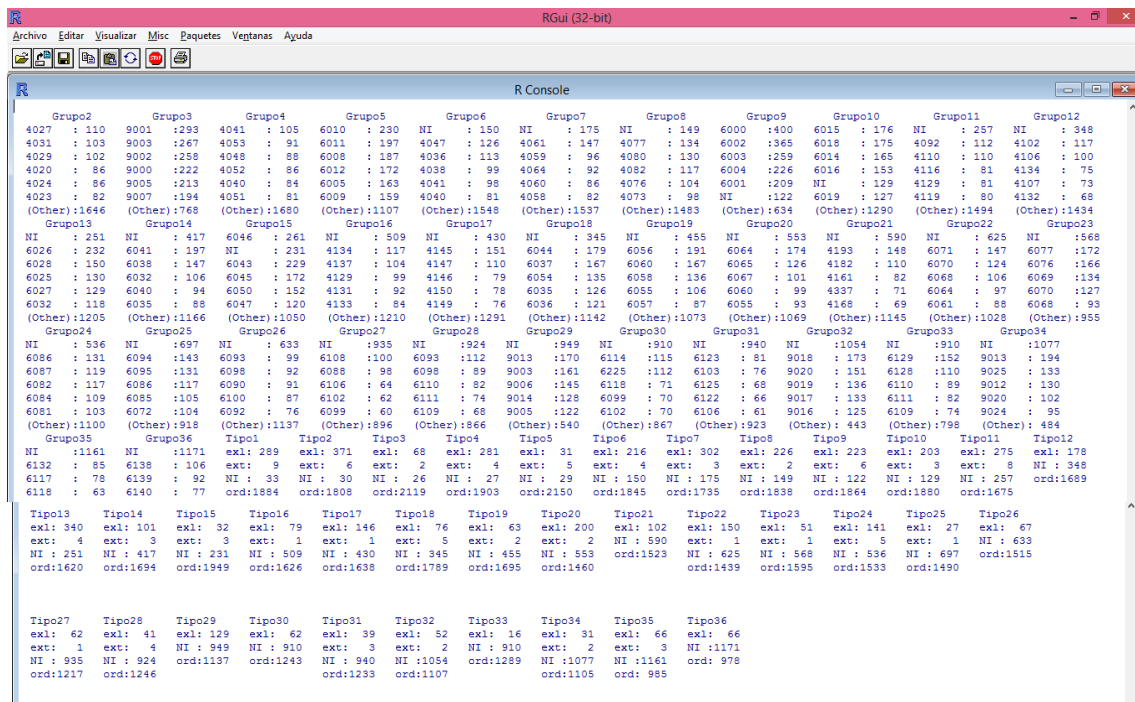 RGui (32-bit)
Archivo Editar Visualizar Misc Paquetes Ventanas Ayuda
STOP
R Console
Grupo2 Grupo3 Grupo4 Grupo5 Grupo6 Grupo7 Grupo8 Grupo9 Grupo10 Grupo11 Grupo12
4027 : 110 9001 :293 4041 : 105 6010 : 230 NI : 150 NI : 175 NI : 149 6000 :400 6015 : 176 NI : 257 NI : 348
4031 : 103 9003 :267 4053 : 91 6011 : 197 4047 : 126 4061 : 147 4077 : 134 6002 :365 6018 : 175 4092 : 112 4102 : 117
4029 : 102 9002 :258 4048 : 88 6008 : 187 4036 : 113 4059 : 96 4080 : 130 6003 :259 6014 : 165 4110 : 110 4106 : 100
4020 : 86 9000 :222 4052 : 86 6012 : 172 4038 : 99 4064 : 92 4082 : 117 6004 :226 6016 : 153 4116 : 81 4134 : 75
4024 : 86 9005 :213 4040 : 84 6005 : 163 4041 : 98 4060 : 86 4076 : 104 6001 :209 NI : 129 4129 : 81 4107 : 73
4023 : 82 9007 :194 4051 : 81 6009 : 159 4040 : 81 4058 : 82 4073 : 98 NI :122 6019 : 127 4119 : 80 4132 : 68
(Other):1646 (Other):768 (Other):1680 (Other):1107 (Other):1548 (Other):1537 (Other):1483 (Other):634 (Other):1290 (Other):1494 (Other):1434
Grupo13 Grupo14 Grupo15 Grupo16 Grupo17 Grupo18 Grupo19 Grupo20 Grupo21 Grupo22 Grupo23
NI : 251 NI : 417 6046 : 261 NI : 509 NI : 430 NI : 345 NI : 455 NI : 553 NI : 590 NI : 625 NI :568
6026 : 232 6041 : 197 NI : 231 4134 : 117 4145 : 151 6044 : 179 6056 : 191 6064 : 174 4193 : 148 6071 : 147 6077 :172
6028 : 150 6038 : 147 6043 : 229 4137 : 104 4147 : 110 6037 : 167 6060 : 167 6065 : 126 4182 : 110 6070 : 124 6076 :166
6025 : 130 6032 : 106 6045 : 172 4129 : 99 4146 : 79 6054 : 135 6058 : 136 6067 : 101 4161 : 82 6068 : 106 6069 :134
6027 : 129 6040 : 94 6050 : 152 4131 : 92 4150 : 78 6035 : 126 6055 : 106 6060 : 99 4337 : 71 6064 : 97 6070 :127
6032 : 118 6035 : 88 6047 : 120 4133 : 84 4149 : 76 6036 : 121 6057 : 87 6055 : 93 4168 : 69 6061 : 88 6068 : 93
(Other):1205 (Other):1166 (Other):1050 (Other):1210 (Other):1291 (Other):1142 (Other):1073 (Other):1069 (Other):1145 (Other):1028 (Other):955
Grupo24 Grupo25 Grupo26 Grupo27 Grupo28 Grupo29 Grupo30 Grupo31 Grupo32 Grupo33 Grupo34
NI : 536 NI :697 NI : 633 NI :935 NI :924 NI :949 NI :910 NI :940 NI :1054 NI :910 NI :1077
6086 : 131 6094 :143 6093 : 99 6108 :100 6093 :112 9013 :170 6114 :115 6123 : 81 9018 : 173 6129 :152 9013 : 194
6087 : 119 6095 :131 6098 : 92 6088 : 98 6098 : 89 9003 :161 6225 :112 6103 : 76 9020 : 151 6128 :110 9025 : 133
6082 : 117 6086 :117 6090 : 91 6106 : 64 6110 : 82 9006 :145 6118 : 71 6125 : 68 9019 : 136 6110 : 89 9012 : 130
6084 : 109 6085 :105 6100 : 87 6102 : 62 6111 : 74 9014 :128 6099 : 70 6122 : 66 9017 : 133 6111 : 82 9020 : 102
6081 : 103 6072 :104 6092 : 76 6099 : 60 6109 : 68 9005 :122 6102 : 70 6106 : 61 9016 : 125 6109 : 74 9024 : 95
(Other):1100 (Other):918 (Other):1137 (Other):896 (Other):866 (Other):540 (Other):867 (Other):923 (Other): 443 (Other):798 (Other): 484
Grupo35 Grupo36 Tipo1 Tipo2 Tipo3 Tipo4 Tipo5 Tipo6 Tipo7 Tipo8 Tipo9 Tipo10 Tipo11 Tipo12
NI :1161 NI :1171 exl: 289 exl: 371 exl: 68 exl: 281 exl: 31 exl: 216 exl: 302 exl: 226 exl: 223 exl: 203 exl: 275 exl: 178
6132 : 85 6138 : 106 ext: 9 ext: 6 ext: 2 ext: 4 ext: 5 ext: 4 ext: 3 ext: 2 ext: 6 ext: 3 ext: 8 NI : 348
6117 : 78 6139 : 92 NI : 33 NI : 30 NI : 26 NI : 27 NI : 29 NI : 150 NI : 175 NI : 149 NI : 122 NI : 129 NI : 257 ord:1689
6118 : 63 6140 : 77 ord:1884 ord:1808 ord:2119 ord:1903 ord:2150 ord:1845 ord:1735 ord:1838 ord:1864 ord:1880 ord:1675
Tipo13 Tipo14 Tipo15 Tipo16 Tipo17 Tipo18 Tipo19 Tipo20 Tipo21 Tipo22 Tipo23 Tipo24 Tipo25 Tipo26
exl: 340 exl: 101 exl: 32 exl: 79 exl: 146 exl: 76 exl: 63 exl: 200 exl: 102 exl: 150 exl: 51 exl: 141 exl: 27 exl: 67
ext: 4 ext: 3 ext: 3 ext: 1 ext: 1 ext: 5 ext: 2 ext: 2 NI : 590 ext: 1 ext: 1 ext: 5 ext: 1 NI : 633
NI : 251 NI : 417 NI : 231 NI : 509 NI : 430 NI : 345 NI : 455 NI : 553 ord:1523 NI : 625 NI : 568 NI : 536 NI : 697 ord:1515
ord:1620 ord:1694 ord:1949 ord:1626 ord:1638 ord:1789 ord:1695 ord:1460 ord:1439 ord:1595 ord:1533 ord:1490
Tipo27 Tipo28 Tipo29 Tipo30 Tipo31 Tipo32 Tipo33 Tipo34 Tipo35 Tipo36
exl: 62 exl: 41 exl: 129 exl: 62 exl: 39 exl: 52 exl: 16 exl: 31 exl: 66 exl: 66
ext: 1 ext: 4 NI : 949 NI : 910 ext: 3 ext: 2 NI : 910 ext: 2 ext: 3 NI :1171
NI : 935 NI : 924 ord:1137 ord:1243 NI : 940 NI :1054 ord:1289 NI :1077 NI :1161 ord: 978
ord:1217 ord:1246 ord:1233 ord:1107 ord:1105 ord: 985